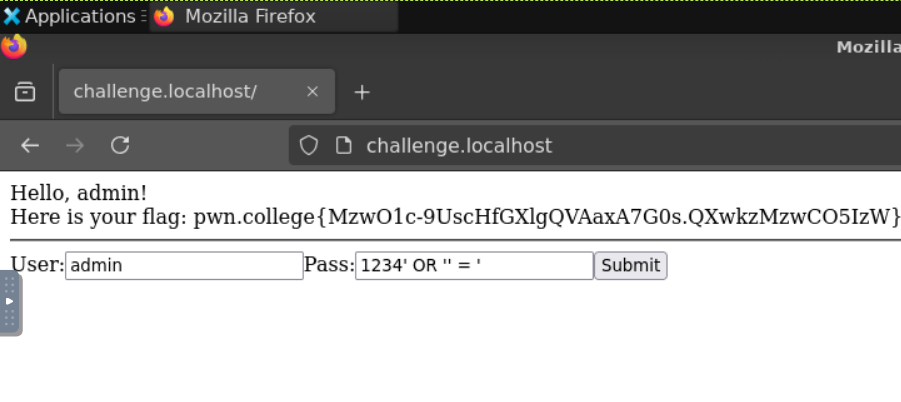 Applications
Mozilla Firefox
Mozilla
challenge.localhost/
challenge.localhost
Hello, admin!
Here is your flag: pwn.college{MzwO1c-9UscHfGXlgQVAaxA7G0s.QXwkzMzwCO5IzW}
User: admin Pass: 1234' OR '' = ' Submit